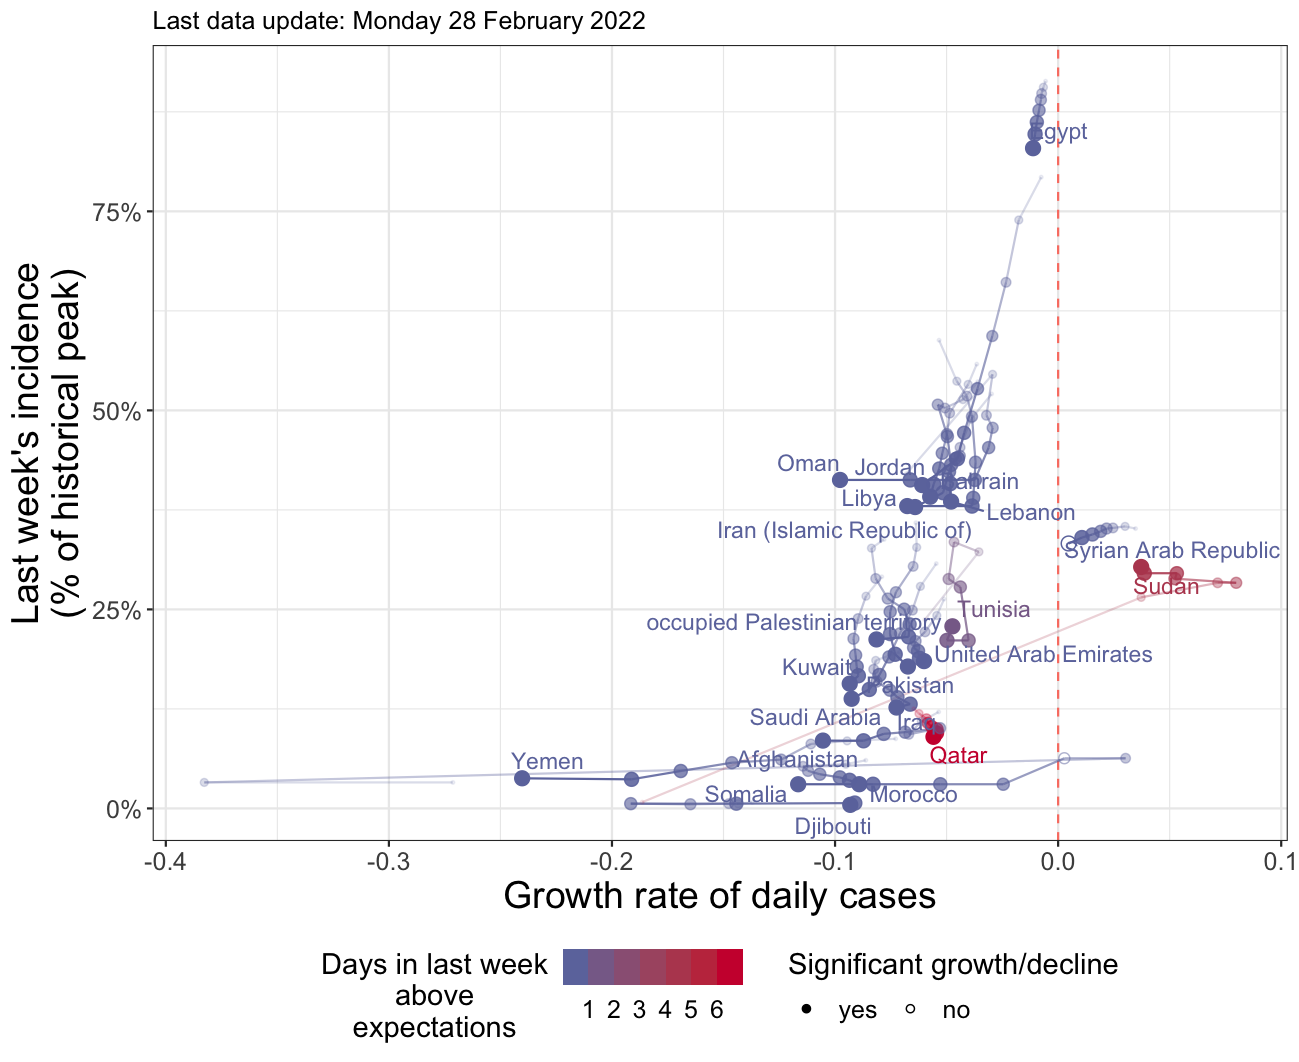 Last data update: Monday 28 February 2022
Last week's incidence
(% of historical peak)
75%
50%
25%
0%
Egypt
Oman
Jordan
Bahrain
Libya
Lebanon
Iran (Islamic Republic of)
Syrian Arab Republic
Sudan
Tunisia
occupied Palestinian territory
United Arab Emirates
Kuwait
Pakistan
Saudi Arabia
Iraq
Qatar
Yemen
Afghanistan
Somalia
Morocco
Djibouti
-0.4
-0.3
-0.2
-0.1
0.0
0.1
Growth rate of daily cases
Days in last week
above
expectations
1 2 3 4 5 6
Significant growth/decline
yes
no